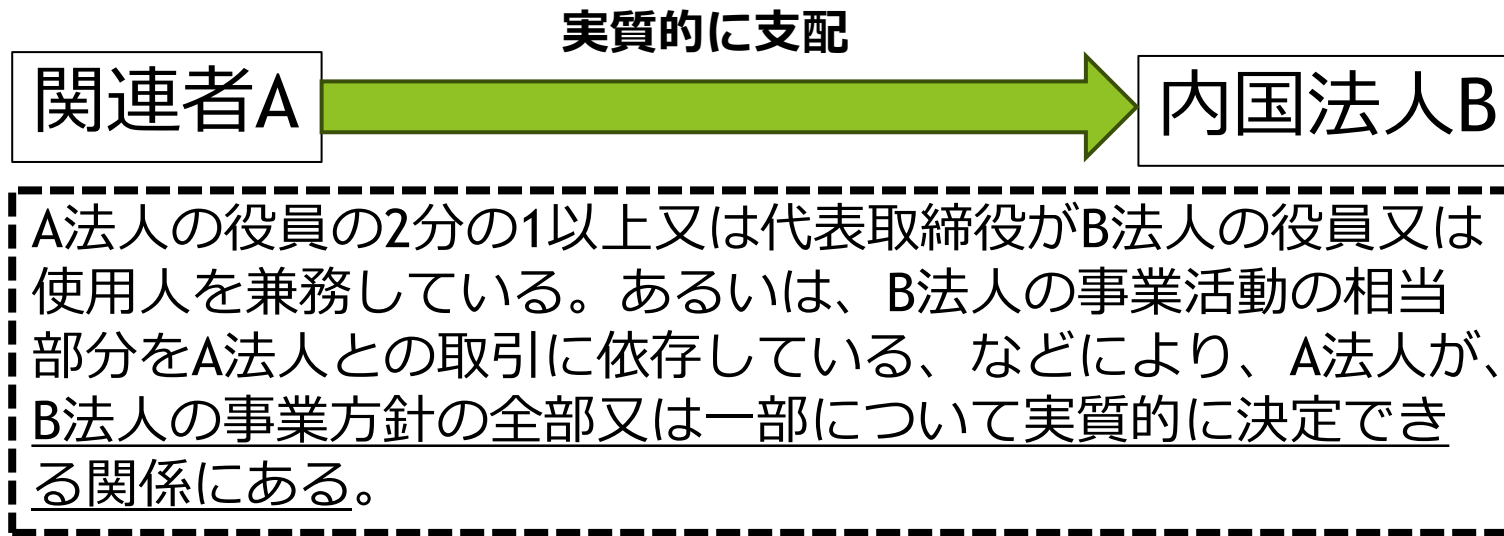 実質的に支配
関連者A
内国法人B
A法人の役員の2分の1以上又は代表取締役がB法人の役員又は
使用人を兼務している。あるいは、B法人の事業活動の相当
部分をA法人との取引に依存している、などにより、A法人が、
B法人の事業方針の全部又は一部について実質的に決定でき
る関係にある。